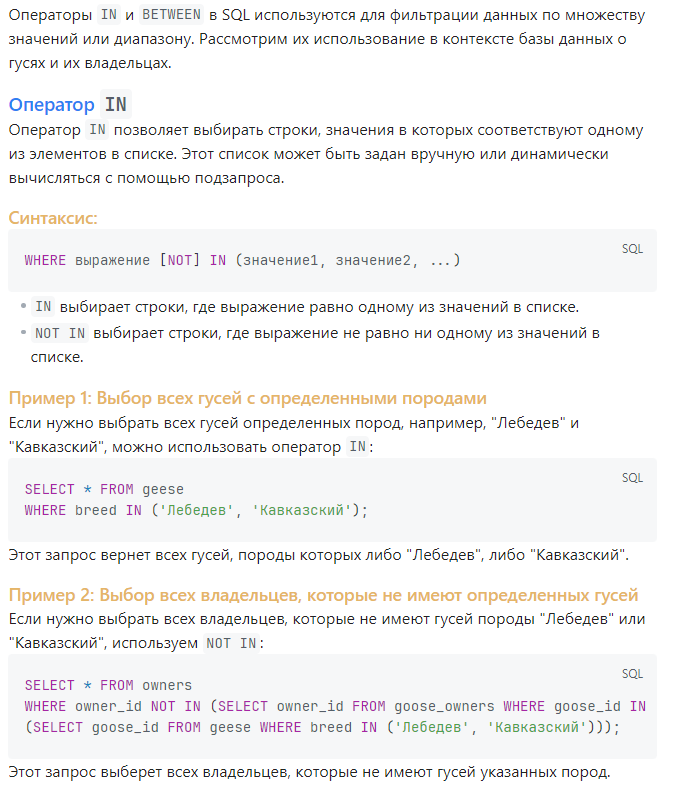 Операторы IN и BETWEEN в SQL используются для фильтрации данных по множеству
значений или диапазону. Рассмотрим их использование в контексте базы данных о
гусях и их владельцах.
Оператор IN
Оператор IN позволяет выбирать строки, значения в которых соответствуют одному
из элементов в списке. Этот список может быть задан вручную или динамически
вычисляться с помощью подзапроса.
Синтаксис:
SQL
WHERE выражение [NOT] IN (значение1, значение2, ...)
• IN выбирает строки, где выражение равно одному из значений в списке.
• NOT IN выбирает строки, где выражение не равно ни одному из значений в
списке.
Пример 1: Выбор всех гусей с определенными породами
Если нужно выбрать всех гусей определенных пород, например, "Лебедев" и
"Кавказский", можно использовать оператор IN:
SQL
SELECT * FROM geese
WHERE breed IN ('Лебедев', 'Кавказский');
Этот запрос вернет всех гусей, породы которых либо "Лебедев", либо "Кавказский".
Пример 2: Выбор всех владельцев, которые не имеют определенных гусей
Если нужно выбрать всех владельцев, которые не имеют гусей породы "Лебедев" или
"Кавказский", используем NOT IN:
SQL
SELECT * FROM owners
WHERE owner_id NOT IN (SELECT owner_id FROM goose_owners WHERE goose_id IN
(SELECT goose_id FROM geese WHERE breed IN ('Лебедев', 'Кавказский')));
Этот запрос выберет всех владельцев, которые не имеют гусей указанных пород.